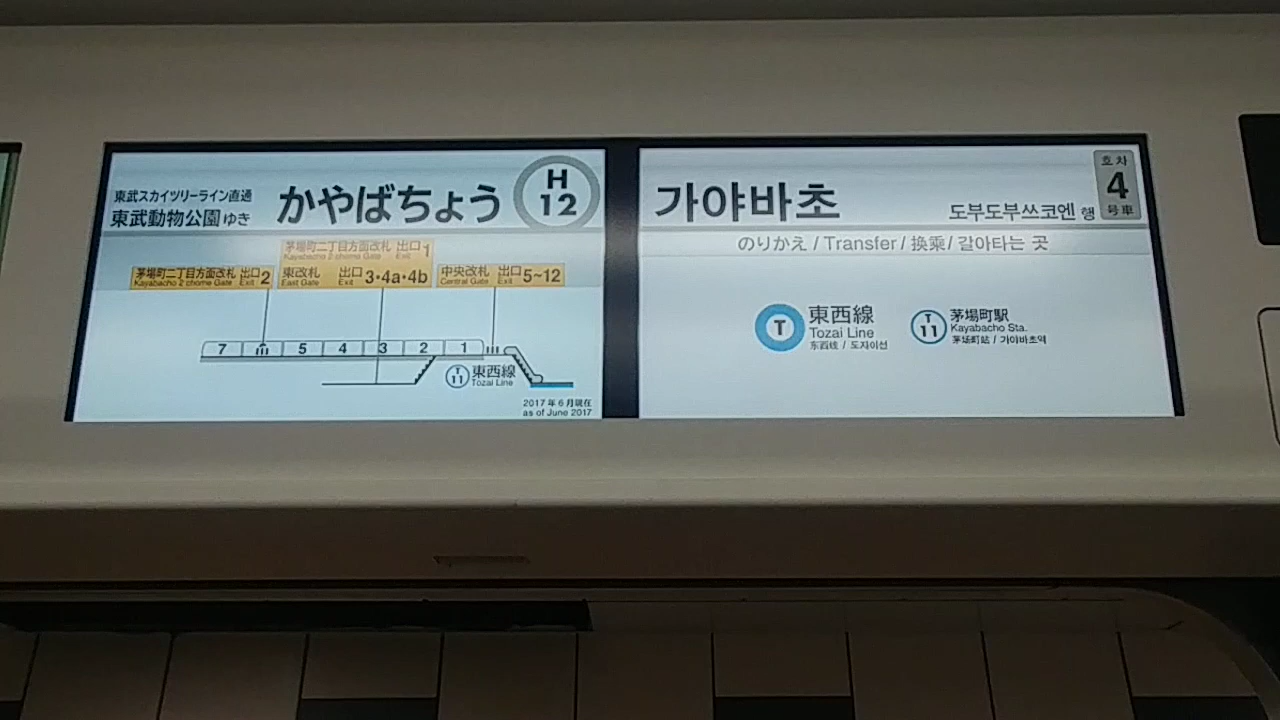 東武スカイツリーライン直通
東武動物公園ゆき
かやばちょう
H
12
茅場町二丁目方面改札 出口1
Kayabacho 2 chome Gate Exit
茅場町二丁目方面改札 出口2
Kayabacho 2 chome Gate Exit
東改札 出口3・4a・4b
East Gate Exit
中央改札 出口5~12
Central Gate Exit
7 5 4 3 2 1
T
11
東西線
Tozai Line
2017年6月現在
as of June 2017
가야바초
도부도부쓰코엔 행
호차
4
号車
のりかえ / Transfer / 換乘 / 갈아타는 곳
T
東西線
Tozai Line
东西线 / 도자이선
T
11
茅場町駅
Kayabacho Sta.
茅場町站 / 가야바초역